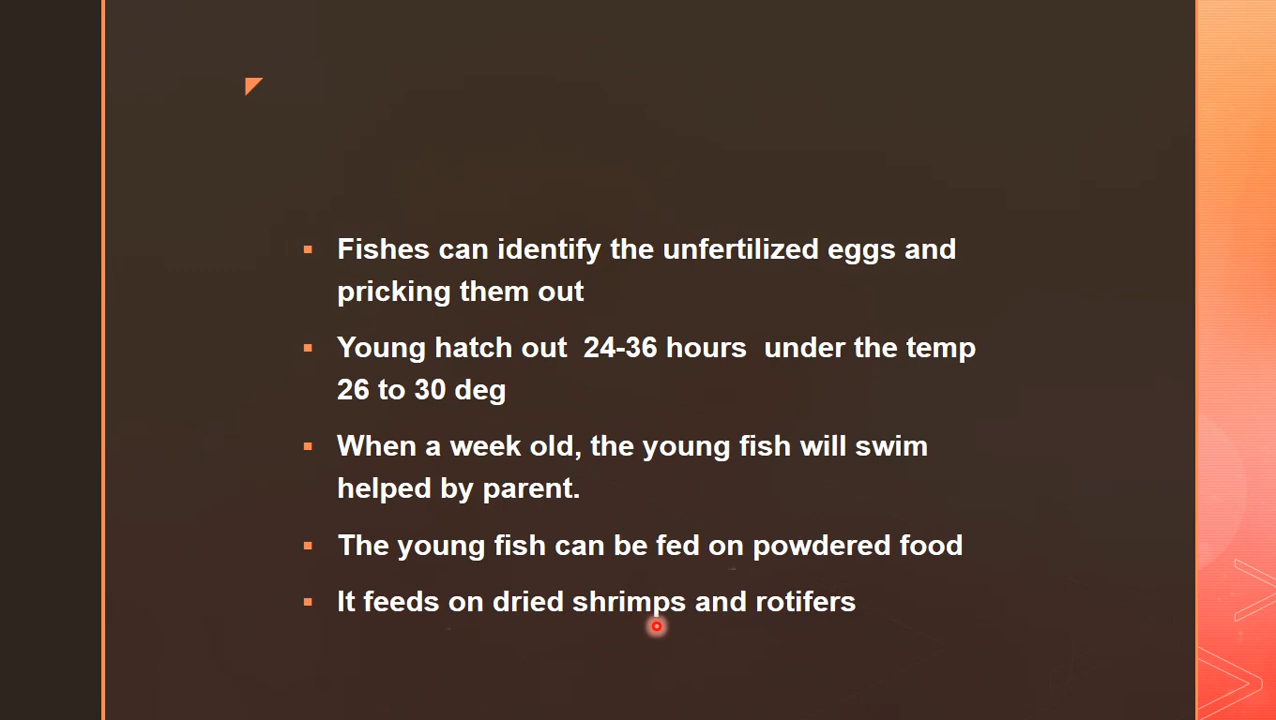 Fishes can identify the unfertilized eggs and
pricking them out
Young hatch out 24-36 hours under the temp
26 to 30 deg
When a week old, the young fish will swim
helped by parent.
The young fish can be fed on powdered food
It feeds on dried shrimps and rotifers